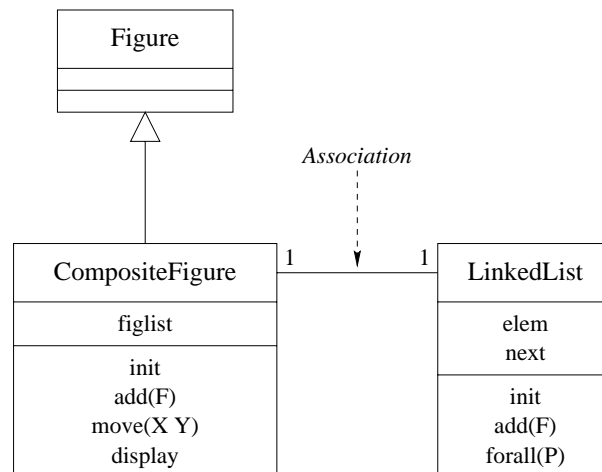 Figure
Association
CompositeFigure
1
1
LinkedList
figlist
elem
next
init
add(F)
move(X Y)
display
init
add(F)
forall(P)